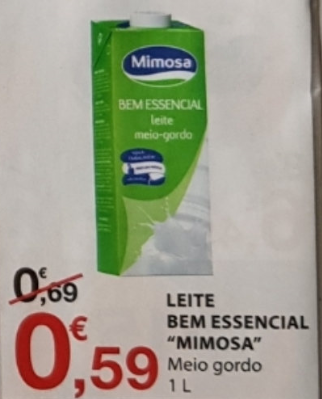 Mimosa
BEM ESSENCIAL
leite
meio-gordo
0,69 €
0,59 €
LEITE
BEM ESSENCIAL
"MIMOSA"
Meio gordo
1 L